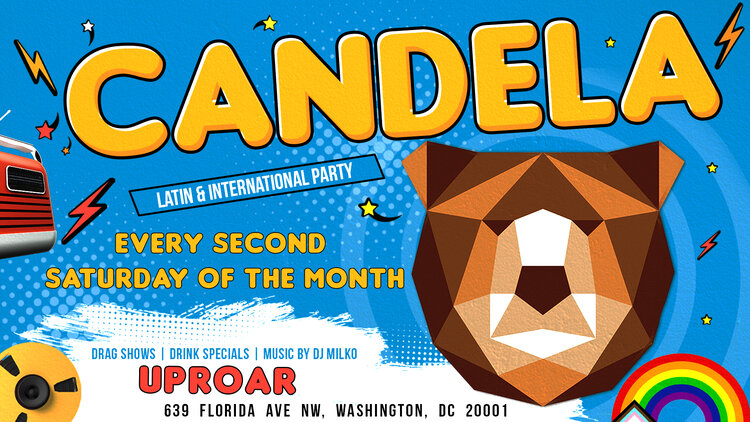 CANDELA
LATIN & INTERNATIONAL PARTY
EVERY SECOND
SATURDAY OF THE MONTH
DRAG SHOWS | DRINK SPECIALS | MUSIC BY DJ MILKO
UPROAR
639 FLORIDA AVE NW, WASHINGTON, DC 20001